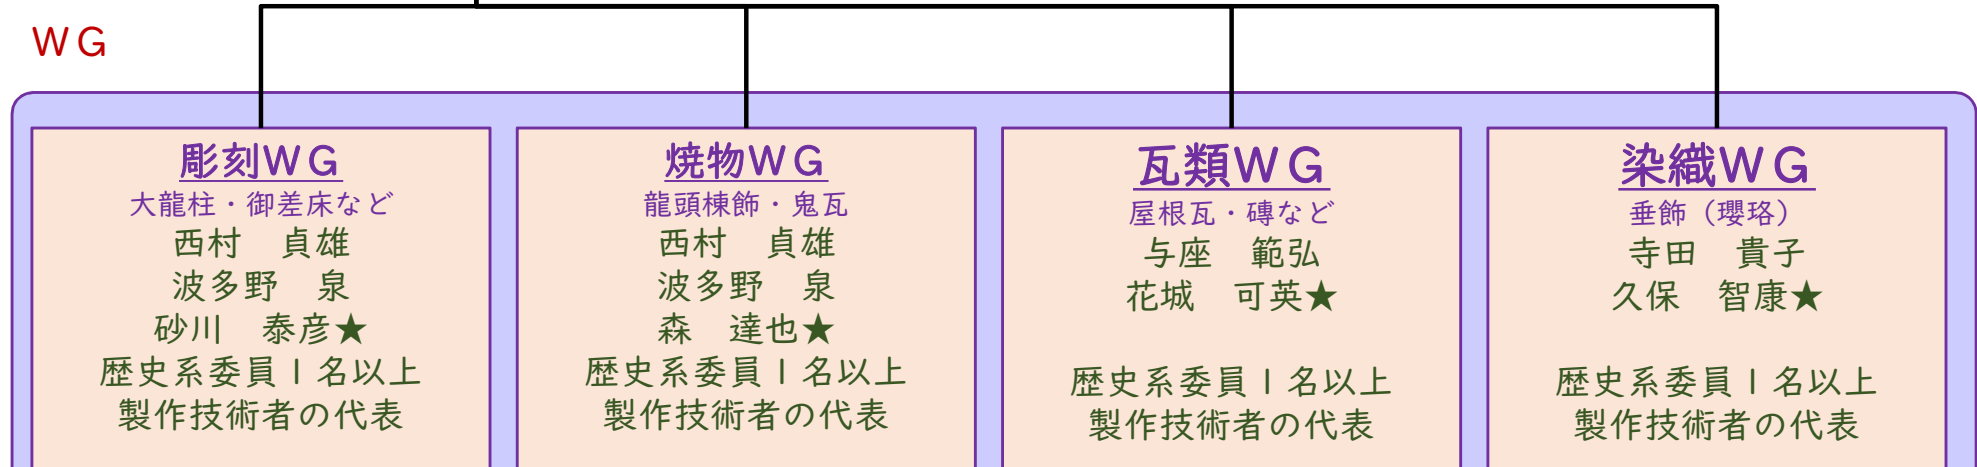 WG
彫刻WG
大龍柱・御差床など
西村　貞雄
波多野　泉
砂川　泰彦★
歴史系委員1名以上
製作技術者の代表
焼物WG
龍頭棟飾・鬼瓦
西村　貞雄
波多野　泉
森　達也★
歴史系委員1名以上
製作技術者の代表
瓦類WG
屋根瓦・磚など
与座　範弘
花城　可英★
歴史系委員1名以上
製作技術者の代表
染織WG
垂飾（瓔珞）
寺田　貴子
久保　智康★
歴史系委員1名以上
製作技術者の代表